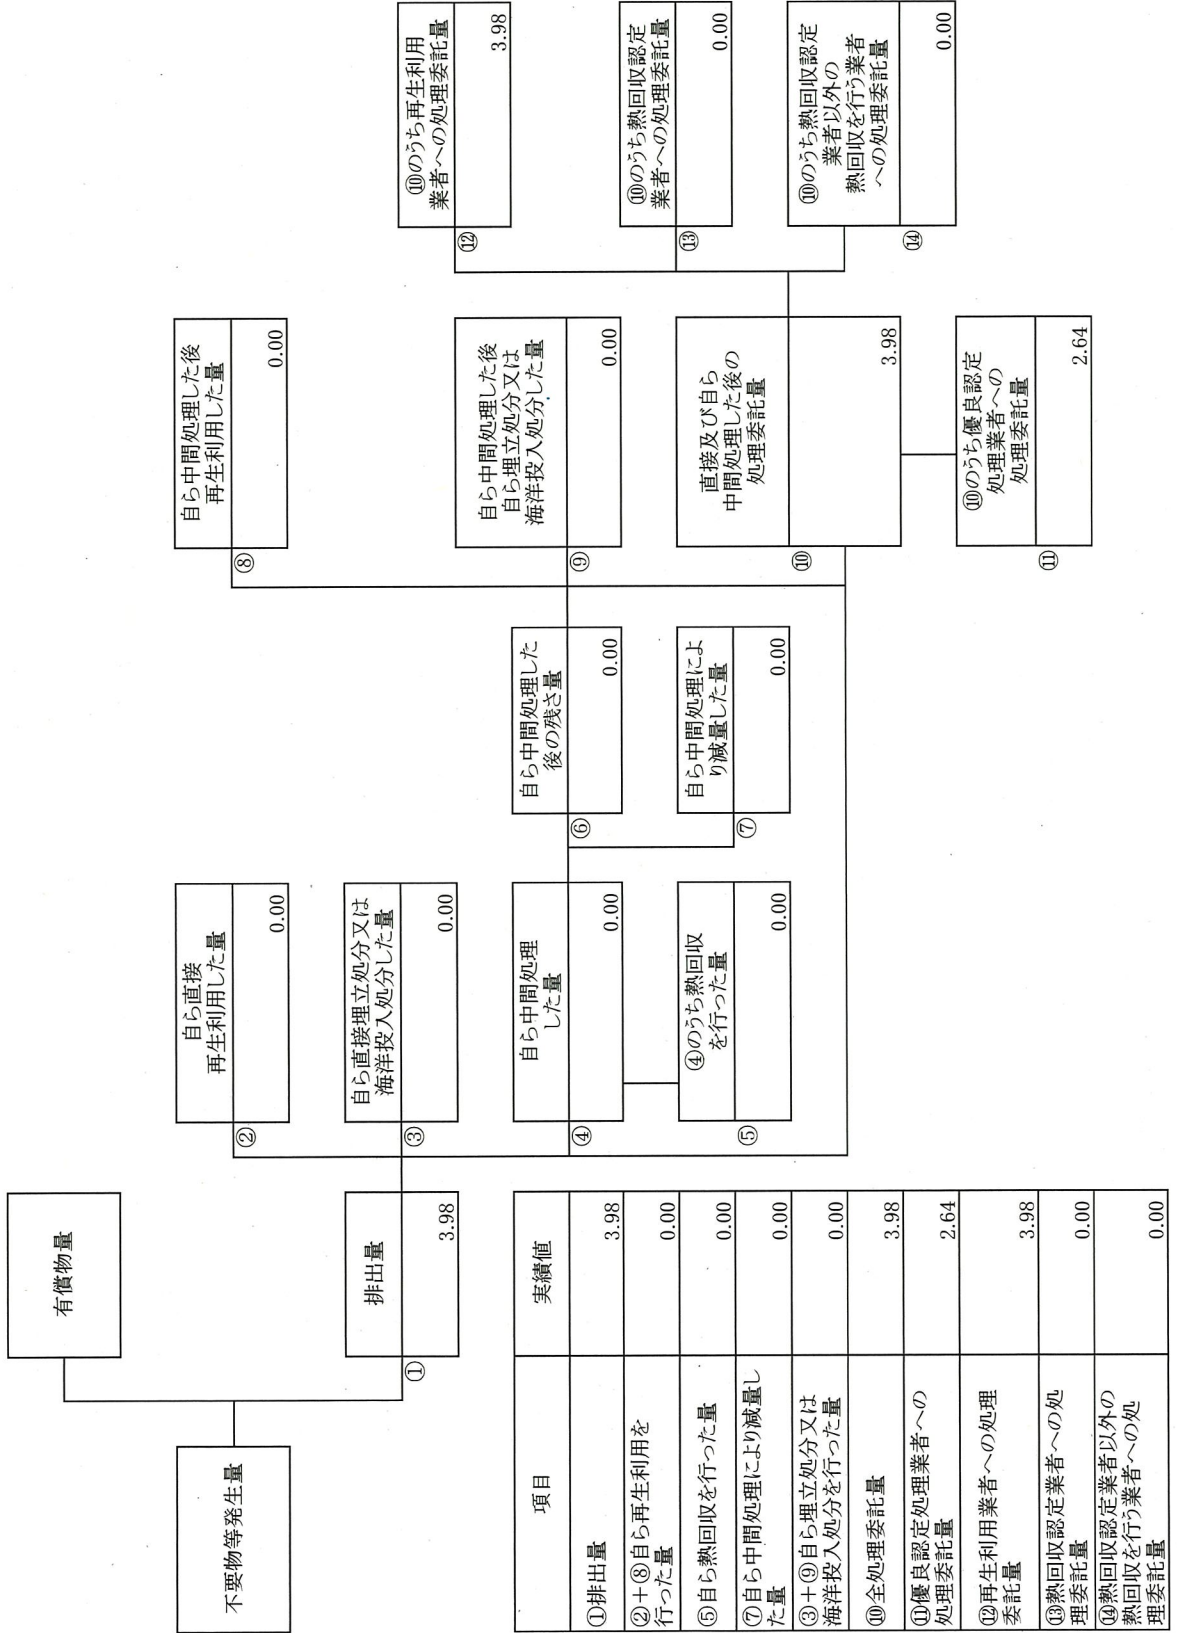 不要物等発生量
有償物量
排出量
①
3.98
自ら直接
再生利用した量
②
0.00
自ら直接埋立処分又は
海洋投入処分した量
③
0.00
自ら中間処理
した量
④
0.00
④のうち熱回収
を行った量
⑤
0.00
自ら中間処理した
後の残さ量
⑥
0.00
自ら中間処理によ
り減量した量
⑦
0.00
自ら中間処理した後
再生利用した量
⑧
0.00
自ら中間処理した後
自ら埋立処分又は
海洋投入処分した量
⑨
0.00
直接及び自ら
中間処理した後の
処理委託量
⑩
3.98
⑩のうち優良認定
処理業者への
処理委託量
⑪
2.64
⑩のうち再生利用
業者への処理委託量
⑫
3.98
⑩のうち熱回収認定
業者への処理委託量
⑬
0.00
⑩のうち熱回収認定
業者以外の
熱回収を行う業者
への処理委託量
⑭
0.00
項目
実績値
①排出量
3.98
②+⑧自ら再生利用を
行った量
0.00
⑤自ら熱回収を行った量
0.00
⑦自ら中間処理により減量し
た量
0.00
③+⑨自ら埋立処分又は
海洋投入処分を行った量
0.00
⑩全処理委託量
3.98
⑪優良認定処理業者への
処理委託量
2.64
⑫再生利用業者への処理
委託量
3.98
⑬熱回収認定業者への処
理委託量
0.00
⑭熱回収認定業者以外の
熱回収を行う業者への処
理委託量
0.00